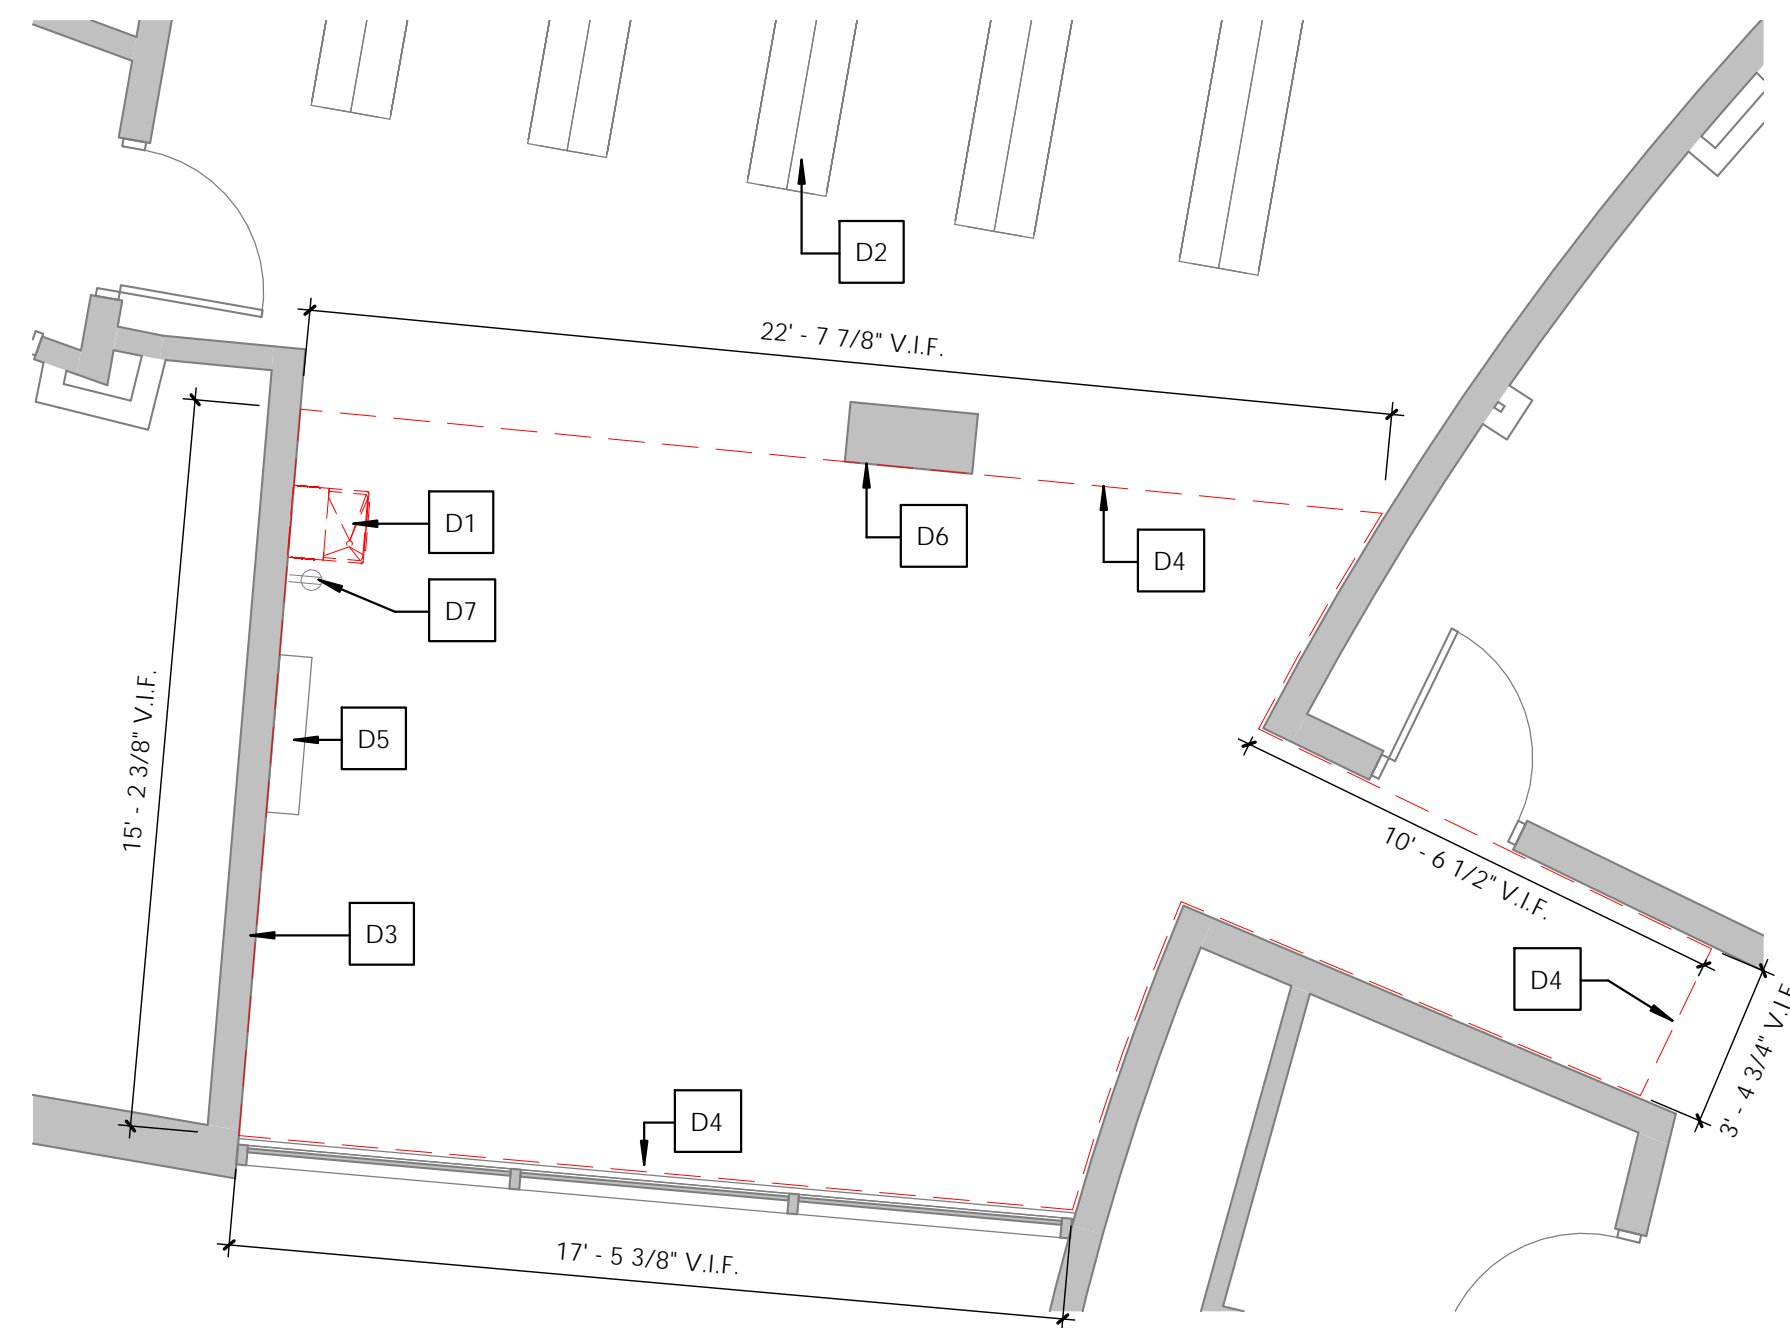 D2
22' - 7 7/8" V.I.F.
D1
D6
D4
D7
15' - 2 3/8" V.I.F.
D5
10' - 6 1/2" V.I.F.
D3
D4
3' - 4 3/4" V.I.F.
D4
17' - 5 3/8" V.I.F.